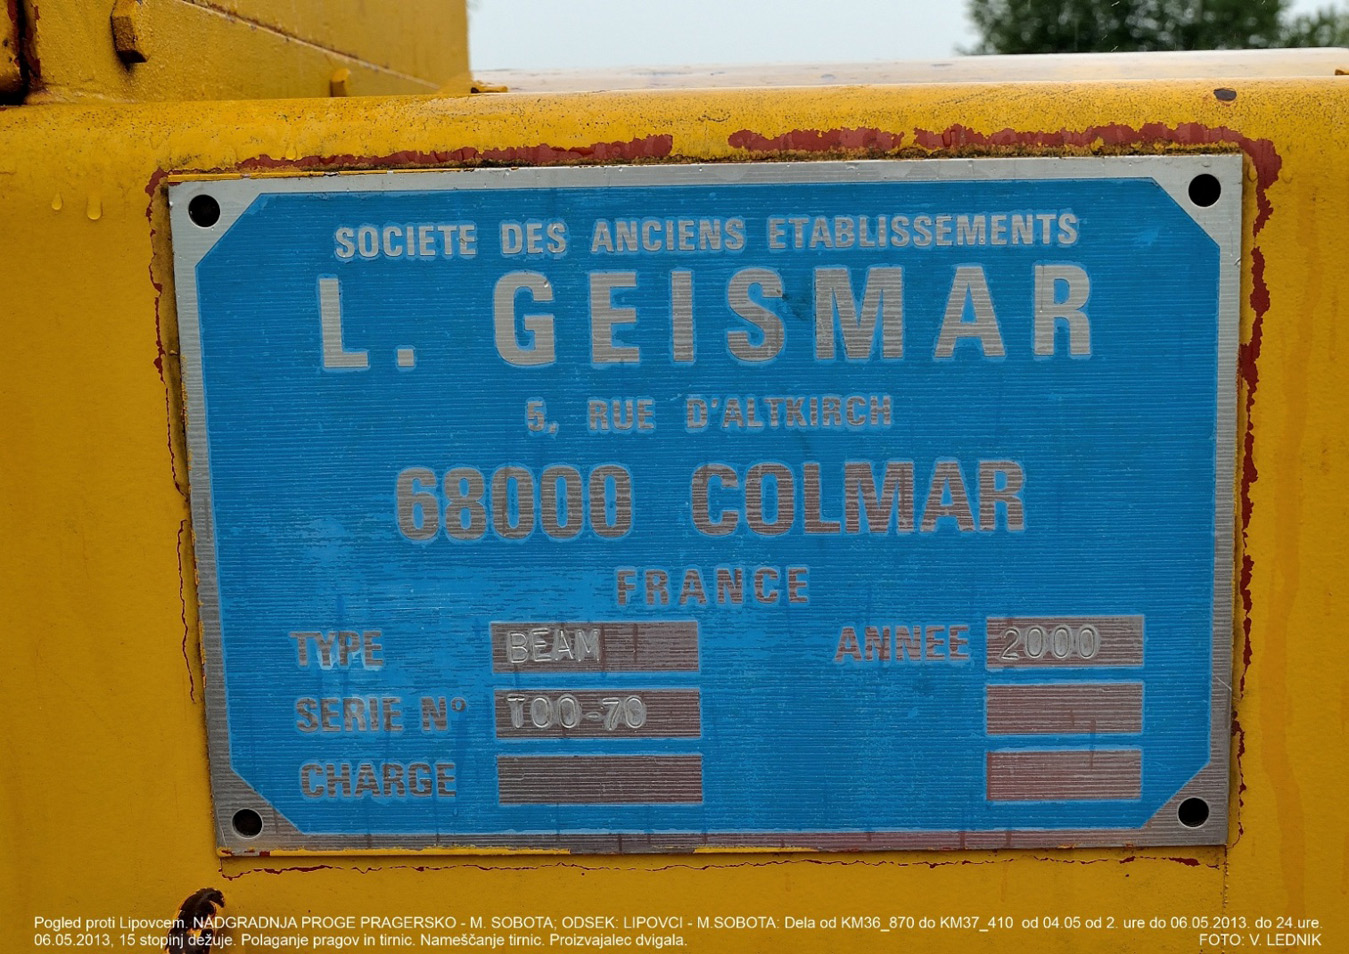 SOCIETE DES ANCIENS ETABLISSEMENTS
L. GEISMAR
5, RUE D'ALTKIRCH
68000 COLMAR
FRANCE
TYPE BEAM ANNEE 2000
SERIE N° T00-70
CHARGE
Pogled proti Lipovcem. NADGRADNJA PROGE PRAGERSKO - M. SOBOTA; ODSEK: LIPOVCI - M.SOBOTA: Dela od KM36_870 do KM37_410 od 04.05 od 2. ure do 06.05.2013. do 24.ure.
06.05.2013, 15 stopinj dežuje. Polaganje pragov in tirnic. Nameščanje tirnic. Proizvajalec dvigala. FOTO: V. LEDNIK